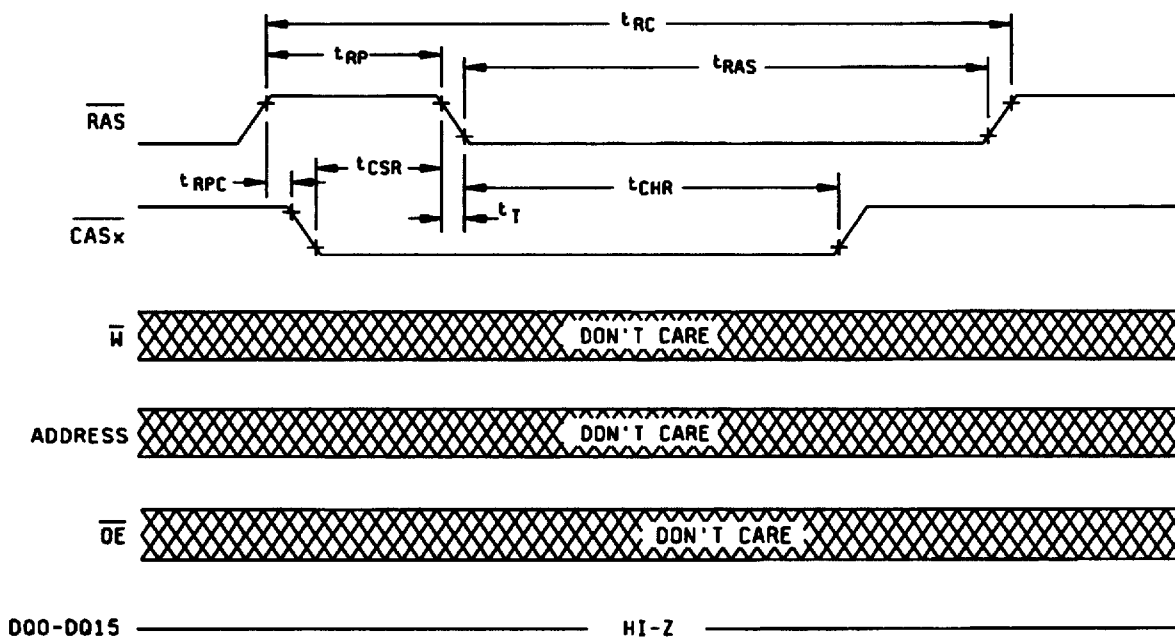 tRC
tRP
tRAS
RAS
tCSR
tRPC
tCHR
tT
CASx
W
DON'T CARE
ADDRESS
DON'T CARE
OE
DON'T CARE
DQ0-DQ15
HI-Z